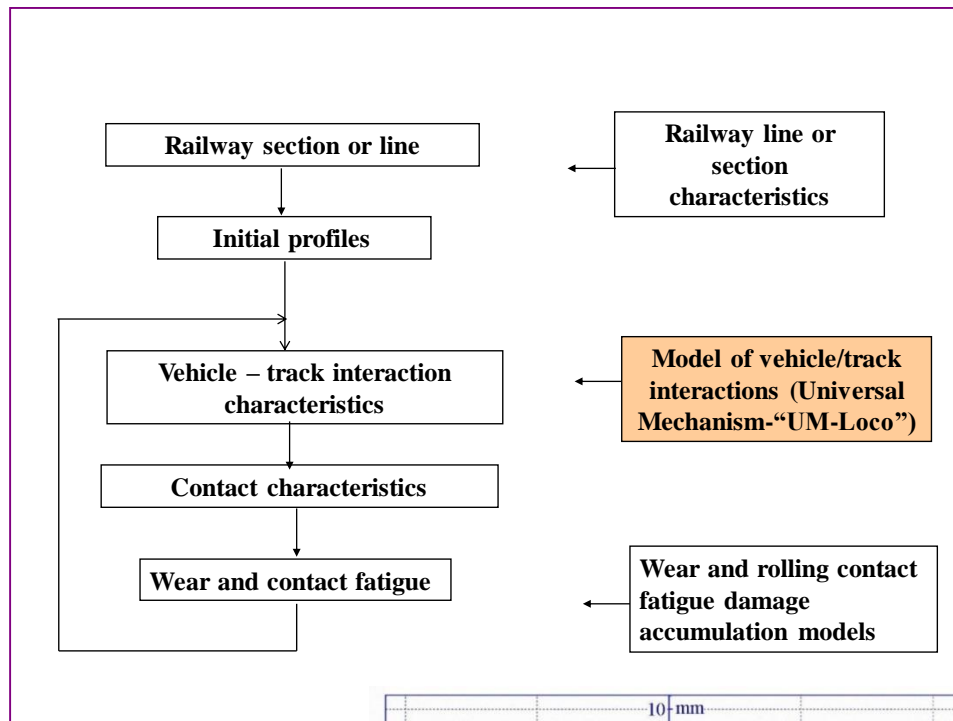 Railway section or line
Railway line or
section
characteristics
Initial profiles
Vehicle – track interaction
characteristics
Model of vehicle/track
interactions (Universal
Mechanism-“UM-Loco”)
Contact characteristics
Wear and contact fatigue
Wear and rolling contact
fatigue damage
accumulation models
10 mm